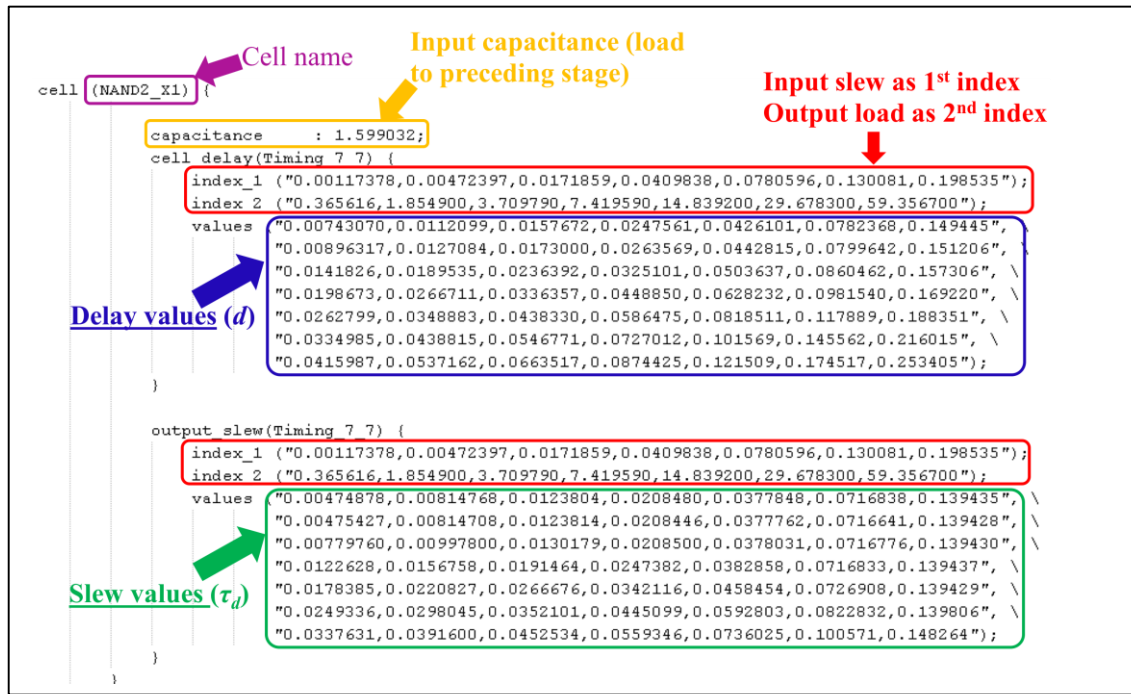 Cell name
Input capacitance (load
to preceding stage)
Input slew as 1st index
Output load as 2nd index
cell (NAND2_X1) {
capacitance : 1.599032;
cell_delay(Timing_7_7) {
index_1 ("0.00117378,0.00472397,0.0171859,0.0409838,0.0780596,0.130081,0.198535");
index_2 ("0.365616,1.854900,3.709790,7.419590,14.839200,29.678300,59.356700");
values ("0.00743070,0.0112099,0.0157672,0.0247561,0.0426101,0.0782368,0.149445", \
"0.00896317,0.0127084,0.0173000,0.0263569,0.0442815,0.0799642,0.151206", \
"0.0141826,0.0189535,0.0236392,0.0325101,0.0503637,0.0860462,0.157306", \
"0.0198673,0.0266711,0.0336357,0.0448850,0.0628232,0.0981540,0.169220", \
"0.0262799,0.0348883,0.0438330,0.0586475,0.0818511,0.117889,0.188351", \
"0.0334985,0.0438815,0.0546771,0.0727012,0.101569,0.145562,0.216015", \
"0.0415987,0.0537162,0.0663517,0.0874425,0.121509,0.174517,0.253405");
Delay values (d)
}
output_slew(Timing_7_7) {
index_1 ("0.00117378,0.00472397,0.0171859,0.0409838,0.0780596,0.130081,0.198535");
index_2 ("0.365616,1.854900,3.709790,7.419590,14.839200,29.678300,59.356700");
values ("0.00474878,0.00814768,0.0123804,0.0208480,0.0377848,0.0716838,0.139435", \
"0.00475427,0.00814708,0.0123814,0.0208446,0.0377762,0.0716641,0.139428", \
"0.00779760,0.00997800,0.0130179,0.0208500,0.0378031,0.0716776,0.139430", \
"0.0122628,0.0156758,0.0191464,0.0247382,0.0382858,0.0716833,0.139437", \
"0.0178385,0.0220827,0.0266676,0.0342116,0.0458454,0.0726908,0.139429", \
"0.0249336,0.0298045,0.0352101,0.0445099,0.0592803,0.0822832,0.139806", \
"0.0337631,0.0391600,0.0452534,0.0559346,0.0736025,0.100571,0.148264");
Slew values (τd)
}
}